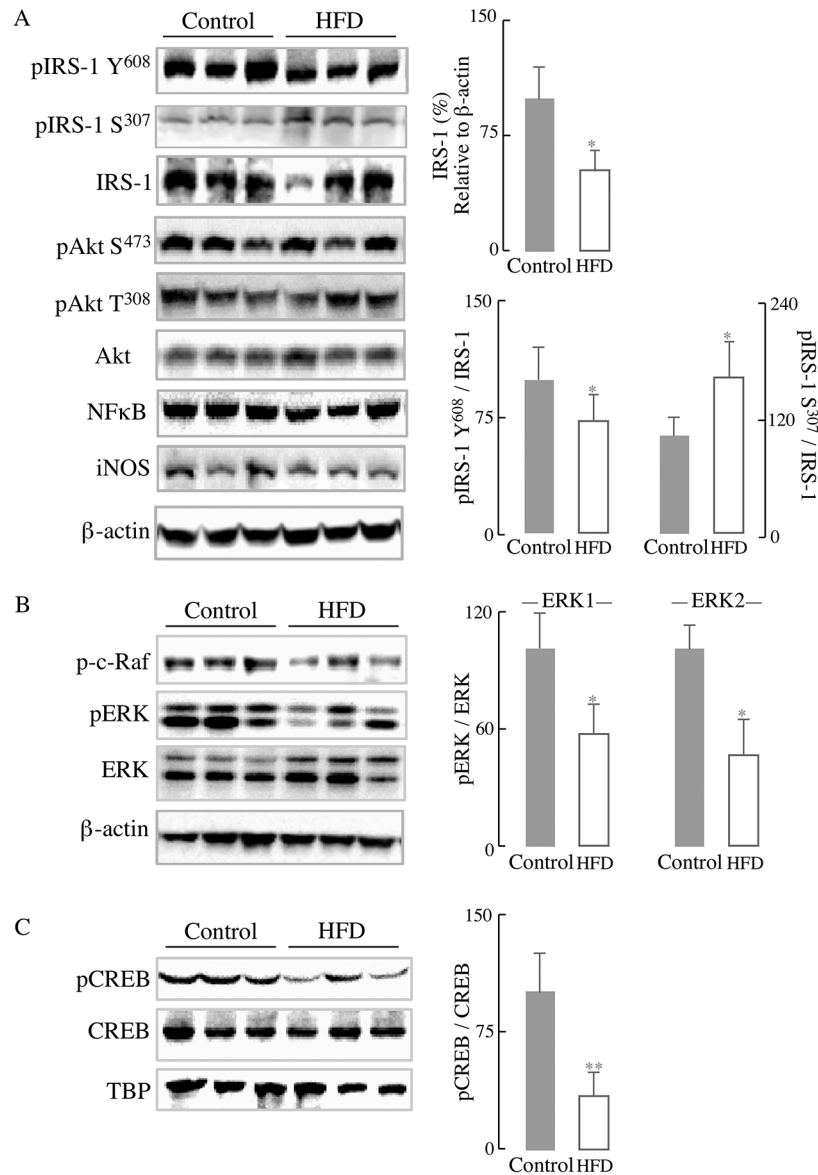 A
Control HFD
pIRS-1 Y608
pIRS-1 S307
IRS-1
pAkt S473
pAkt T308
Akt
NFκB
iNOS
β-actin
150
75
0
IRS-1 (%)
Relative to β-actin
*
Control HFD
150
75
0
pIRS-1 Y608 / IRS-1
*
*
240
120
0
pIRS-1 S307 / IRS-1
Control HFD Control HFD
B
Control HFD
p-c-Raf
pERK
ERK
β-actin
ERK1 ERK2
120
60
0
pERK / ERK
*
*
Control HFD Control HFD
C
Control HFD
pCREB
CREB
TBP
150
75
0
pCREB / CREB
**
Control HFD